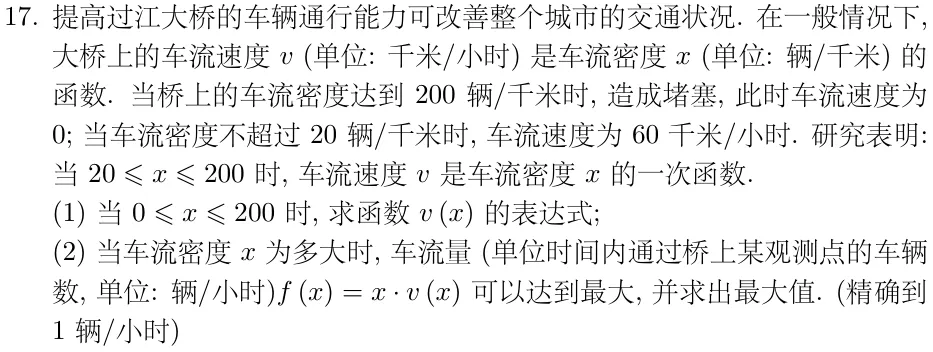 17. 提高过江大桥的车辆通行能力可改善整个城市的交通状况. 在一般情况下,
大桥上的车流速度 v (单位: 千米/小时) 是车流密度 x (单位: 辆/千米) 的
函数. 当桥上的车流密度达到 200 辆/千米时, 造成堵塞, 此时车流速度为
0; 当车流密度不超过 20 辆/千米时, 车流速度为 60 千米/小时. 研究表明:
当 20 ⩽ x ⩽ 200 时, 车流速度 v 是车流密度 x 的一次函数.
(1) 当 0 ⩽ x ⩽ 200 时, 求函数 v (x) 的表达式;
(2) 当车流密度 x 为多大时, 车流量 (单位时间内通过桥上某观测点的车辆
数, 单位: 辆/小时)f (x) = x · v (x) 可以达到最大, 并求出最大值. (精确到
1 辆/小时)